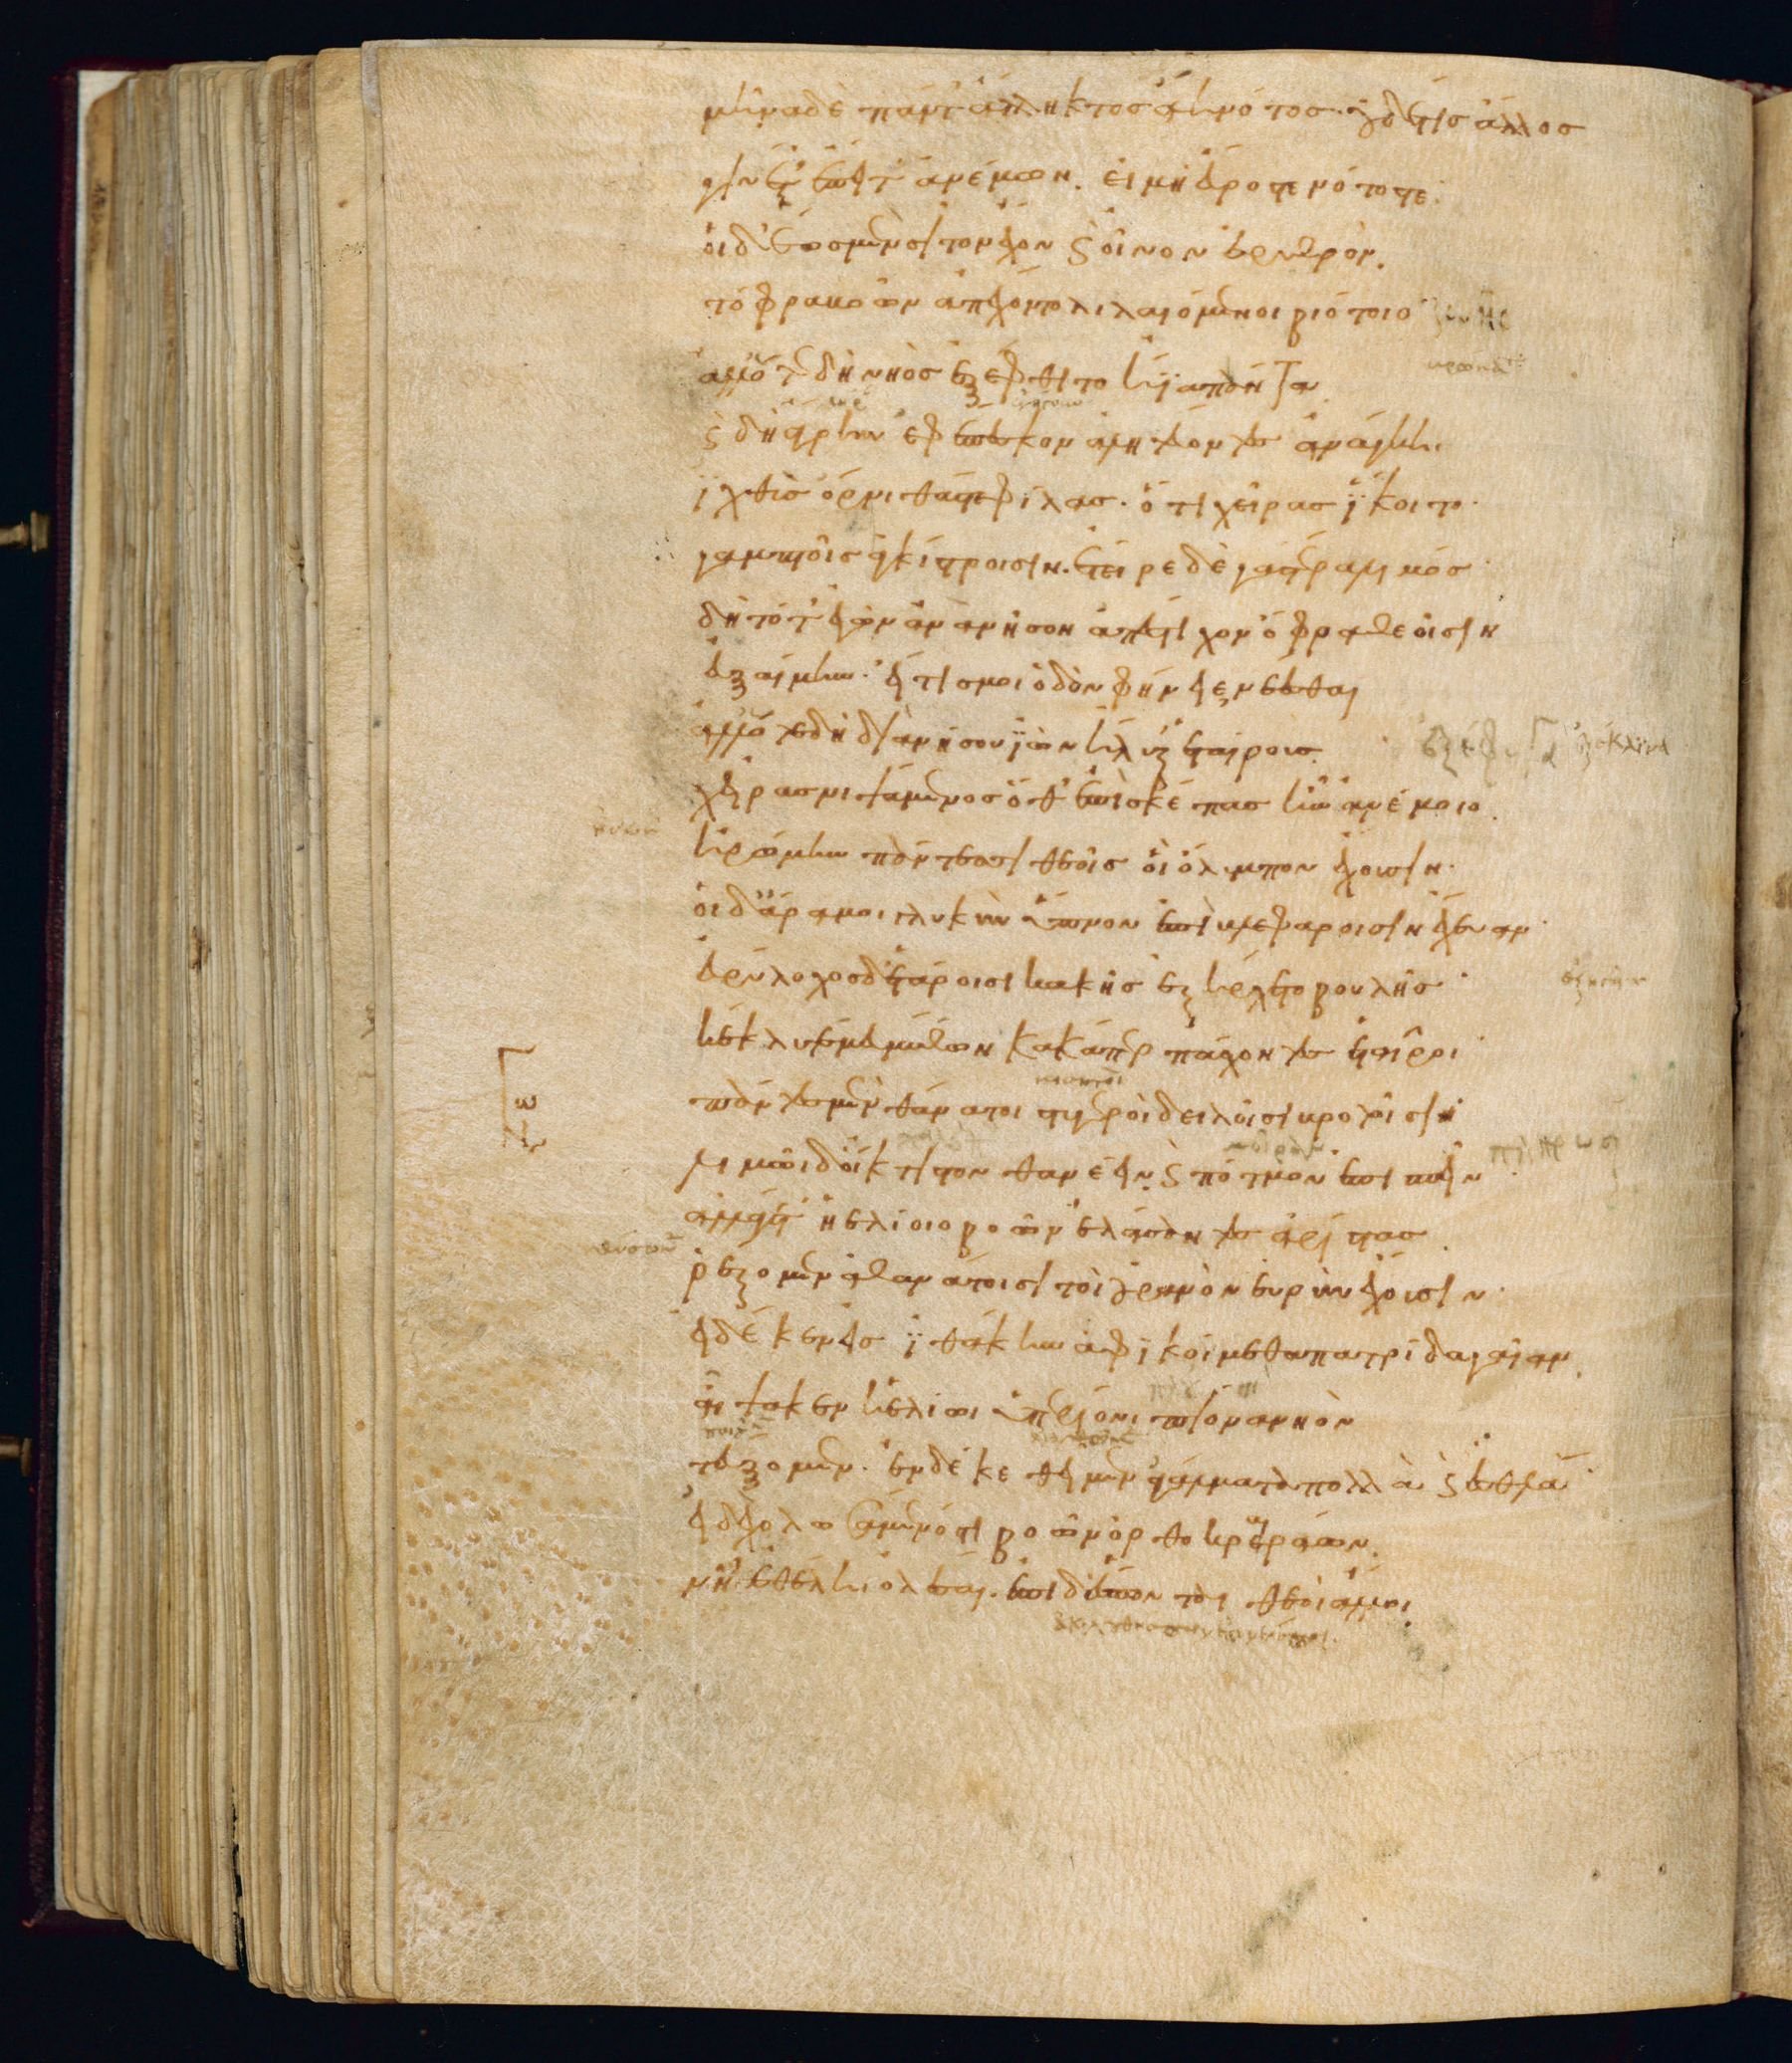 μῆνα δὲ πάντ' ἄλληκτος ἄη νότος. οὐδέ τις ἄλλος
γίνετ' ἔπειτ' ἀνέμων. εἰ μὴ εὖρός τε νότος τε.
οἱ δ' ἕως μὲν σῖτον ἔχον καὶ οἶνον ἐρυθρόν.
τόφρα βοῶν ἀπέχοντο λιλαιόμενοι βιότοιο
ἀλλ' ὅτε δὴ νηὸς ἐξέφθιτο ἤϊα πάντα
καὶ δὴ ἄγρην ἐφέπεσκον ἀλητεύοντες ἀνάγκηι.
ἰχθῦς ὄρνιθάς τε φίλας. ὅ τι χεῖρας ἵκοιτο.
γναμπτοῖς ἀγκίστροισιν. ἔτειρε δὲ γαστέρα λιμός
δὴ τότ' ἐγὼν ἀνὰ νῆσον ἀπέστιχον ὄφρα θεοῖσιν
εὐξαίμην. εἴ τίς μοι ὁδὸν φήνειε νέεσθαι
ἀλλ' ὅτε δὴ διὰ νήσου ἰὼν ἤλυξα ἑταίρους
χεῖρας νιψάμενος ὅθ' ἐπὶ σκέπας ἦν ἀνέμοιο.
ἠρώμην πάντεσσι θεοῖς οἳ ὄλυμπον ἔχουσιν.
οἱ δ' ἄρα μοι γλυκὺν ὕπνον ἐπὶ βλεφάροισιν ἔχευαν
εὐρύλοχος δ' ἑτάροισι κακῆς ἐξήρχετο βουλῆς
κέκλυτέ μευ μύθων κακά περ πάσχοντες ἑταῖροι
πάντες μὲν θάνατοι στυγεροὶ δειλοῖσι βροτοῖσιν
λιμῶι δ' οἴκτιστον θανέειν καὶ πότμον ἐπισπεῖν
ἀλλ' ἄγετ' ἠελίοιο βοῶν ἐλάσαντες ἀρίστας
ῥέξομεν ἀθανάτοισι τοὶ οὐρανὸν εὐρὺν ἔχουσιν
εἰ δέ κεν εἰς ἰθάκην ἀφικοίμεθα πατρίδα γαῖαν.
αἶψά κεν ἠελίωι ὑπερίονι πίονα νηὸν
τεύξομεν. ἐν δέ κε θεῖμεν ἀγάλματα πολλὰ καὶ ἐσθλά
εἰ δὲ χολωσάμενός τι βοῶν ὀρθοκραιράων.
νῆ' ἐθέλη ὀλέσαι. ἐπὶ δ' ἕσπωνται θεοὶ ἄλλοι.